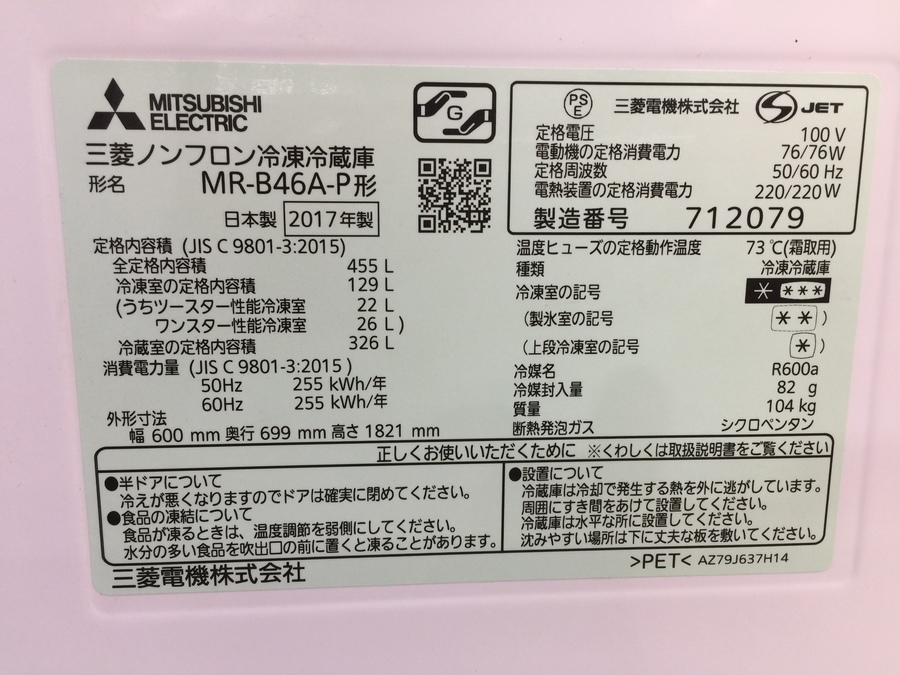 MITSUBISHI
ELECTRIC
三菱ノンフロン冷凍冷蔵庫
形名 MR-B46A-P形
日本製 2017年製
G
定格内容積 (JIS C 9801-3:2015)
全定格内容積 455 L
冷凍室の定格内容積 129 L
(うちツースター性能冷凍室 22 L
ワンスター性能冷凍室 26 L )
冷蔵室の定格内容積 326 L
消費電力量 (JIS C 9801-3:2015 )
50Hz 255 kWh/年
60Hz 255 kWh/年
外形寸法
幅 600 mm 奥行 699 mm 高さ 1821 mm
PSE 三菱電機株式会社 JET
定格電圧 100 V
電動機の定格消費電力 76/76W
定格周波数 50/60 Hz
電熱装置の定格消費電力 220/220W
製造番号 712079
温度ヒューズの定格動作温度 73 ℃(霜取用)
種類 冷凍冷蔵庫
冷凍室の記号 * ***
(製氷室の記号 ** )
(上段冷凍室の記号 * )
冷媒名 R600a
冷媒封入量 82 g
質量 104 kg
断熱発泡ガス シクロペンタン
正しくお使いいただくために ※くわしくは取扱説明書をご覧ください
●半ドアについて
冷えが悪くなりますのでドアは確実に閉めてください。
●食品の凍結について
食品が凍るときは、温度調節を弱側にしてください。
水分の多い食品を吹出口の前に置くと凍ることがあります。
●設置について
冷蔵庫は冷却で発生する熱を外に逃がしています。
周囲にすき間をあけて設置してください。
冷蔵庫は水平な所に設置してください。
沈みやすい場所は下に丈夫な板を敷いてください。
三菱電機株式会社
>PET< AZ79J637H14